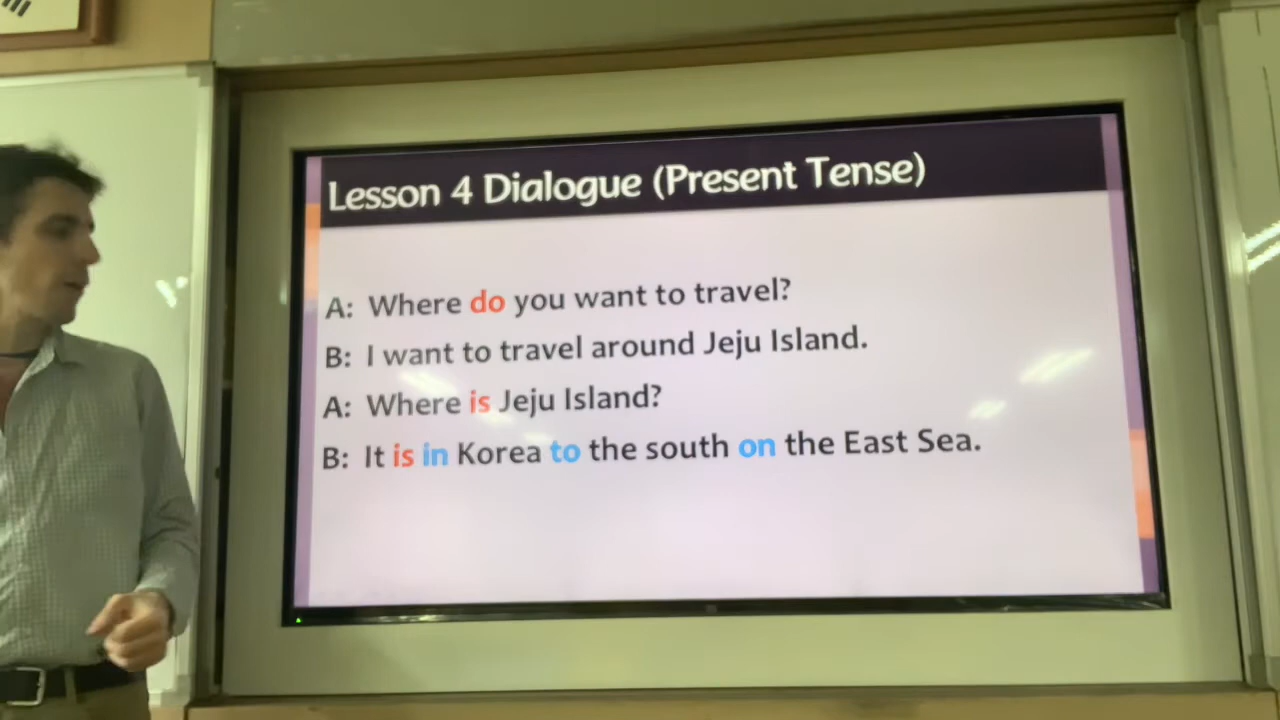 Lesson 4 Dialogue (Present Tense)
A: Where do you want to travel?
B: I want to travel around Jeju Island.
A: Where is Jeju Island?
B: It is in Korea to the south on the East Sea.